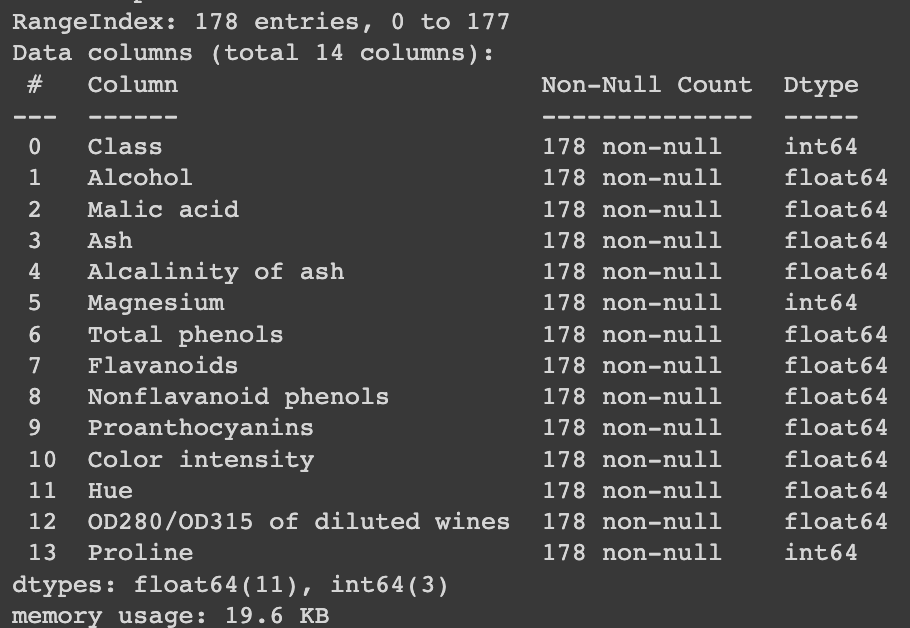 RangeIndex: 178 entries, 0 to 177
Data columns (total 14 columns):
 #   Column                        Non-Null Count  Dtype
---  ------                        --------------  -----
 0   Class                         178 non-null    int64
 1   Alcohol                       178 non-null    float64
 2   Malic acid                    178 non-null    float64
 3   Ash                           178 non-null    float64
 4   Alcalinity of ash             178 non-null    float64
 5   Magnesium                     178 non-null    int64
 6   Total phenols                 178 non-null    float64
 7   Flavanoids                    178 non-null    float64
 8   Nonflavanoid phenols          178 non-null    float64
 9   Proanthocyanins               178 non-null    float64
 10  Color intensity               178 non-null    float64
 11  Hue                           178 non-null    float64
 12  OD280/OD315 of diluted wines  178 non-null    float64
 13  Proline                       178 non-null    int64
dtypes: float64(11), int64(3)
memory usage: 19.6 KB